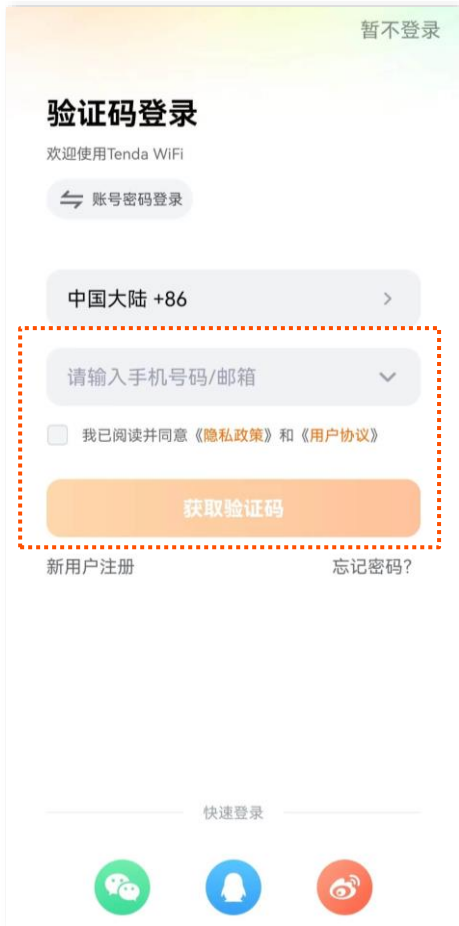 暂不登录
验证码登录
欢迎使用Tenda WiFi
账号密码登录
中国大陆 +86
请输入手机号码/邮箱
我已阅读并同意《隐私政策》和《用户协议》
获取验证码
新用户注册 忘记密码?
快速登录